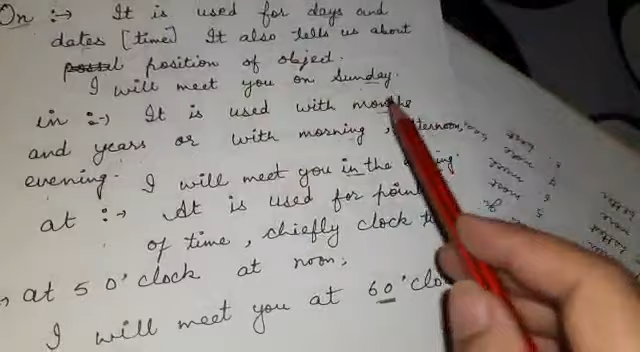 On :→ It is used for days and
dates [time] It also tells us about
position of object.
I will meet you on Sunday.
in :→ It is used with months
and years or with morning, afternoon,
evening. I will meet you in the
at :→ It is used for point
of time, chiefly clock
→ at 5 0'clock at noon;
I will meet you at 60'clo